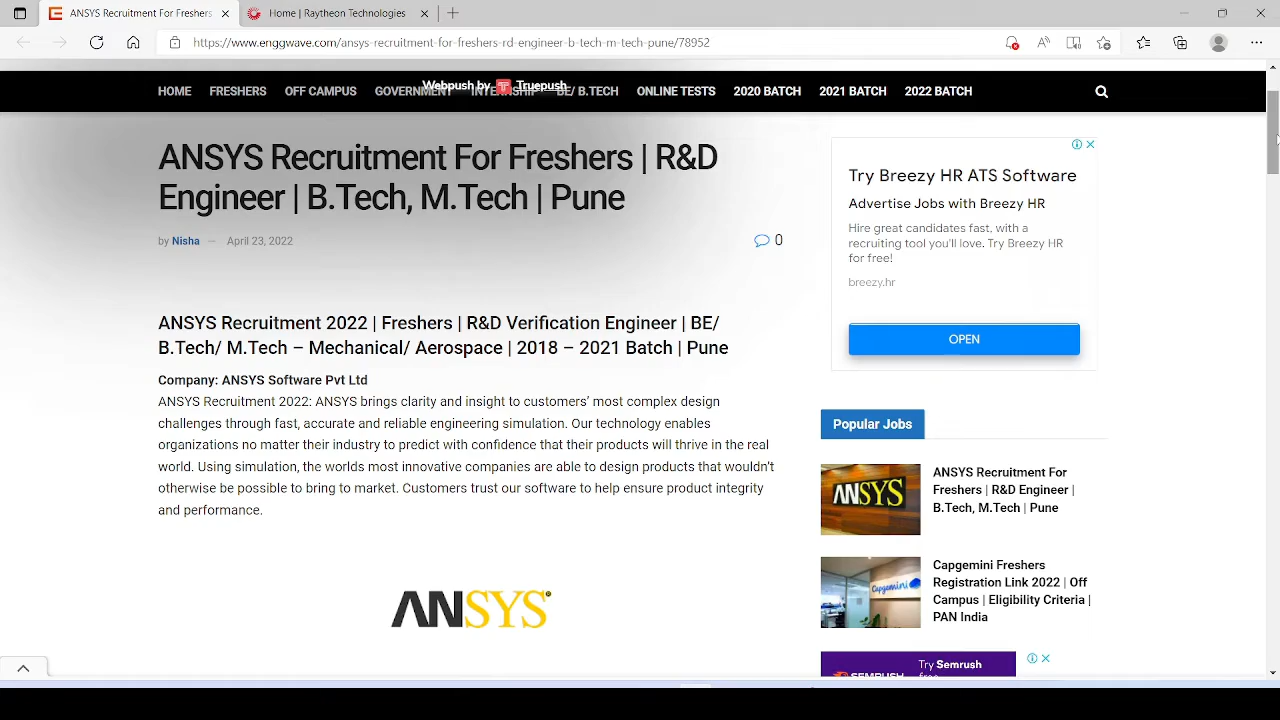 ANSYS Recruitment For Freshers
Home | Raytheon Technologies
https://www.enggwave.com/ansys-recruitment-for-freshers-rd-engineer-b-tech-m-tech-pune/78952
Webpush by Truepush
HOME FRESHERS OFF CAMPUS GOVERNMENT INTERNSHIP BE/ B.TECH ONLINE TESTS 2020 BATCH 2021 BATCH 2022 BATCH
ANSYS Recruitment For Freshers | R&D
Engineer | B.Tech, M.Tech | Pune
by Nisha — April 23, 2022
0
ANSYS Recruitment 2022 | Freshers | R&D Verification Engineer | BE/
B.Tech/ M.Tech – Mechanical/ Aerospace | 2018 – 2021 Batch | Pune
Company: ANSYS Software Pvt Ltd
ANSYS Recruitment 2022: ANSYS brings clarity and insight to customers’ most complex design
challenges through fast, accurate and reliable engineering simulation. Our technology enables
organizations no matter their industry to predict with confidence that their products will thrive in the real
world. Using simulation, the worlds most innovative companies are able to design products that wouldn’t
otherwise be possible to bring to market. Customers trust our software to help ensure product integrity
and performance.
ANSYS®
Try Breezy HR ATS Software
Advertise Jobs with Breezy HR
Hire great candidates fast, with a
recruiting tool you'll love. Try Breezy HR
for free!
breezy.hr
OPEN
Popular Jobs
ANSYS
ANSYS Recruitment For
Freshers | R&D Engineer |
B.Tech, M.Tech | Pune
Capgemini
Capgemini Freshers
Registration Link 2022 | Off
Campus | Eligibility Criteria |
PAN India
SEMRUSH
Try Semrush
free